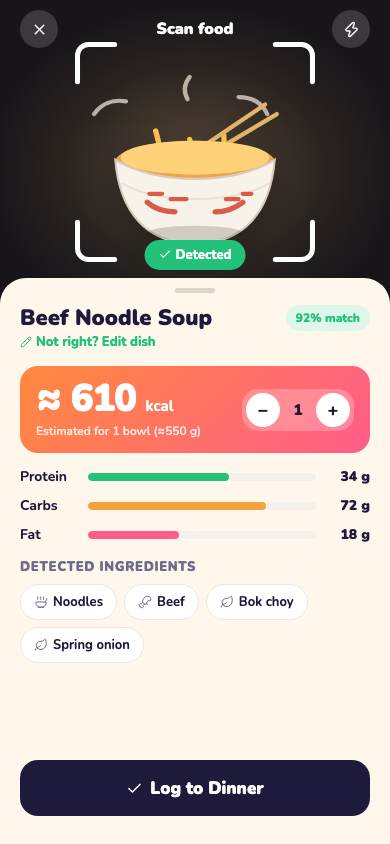 Scan food
Detected
Beef Noodle Soup
92% match
Not right? Edit dish
≈ 610 kcal
− 1 +
Estimated for 1 bowl (≈550 g)
Protein 34 g
Carbs 72 g
Fat 18 g
DETECTED INGREDIENTS
Noodles Beef Bok choy
Spring onion
Log to Dinner